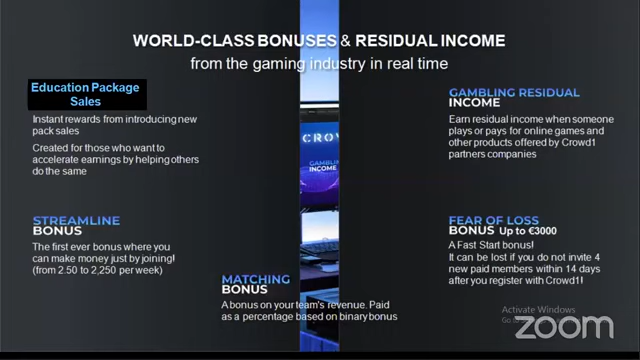 WORLD-CLASS BONUSES & RESIDUAL INCOME
from the gaming industry in real time
Education Package
Sales
Instant rewards from introducing new
pack sales
Created for those who want to
accelerate earnings by helping others
do the same
STREAMLINE
BONUS
The first ever bonus where you
can make money just by joining!
(from 2.50 to 2,250 per week)
CROW
GAMBLING
INCOME
MATCHING
BONUS
A bonus on your team's revenue. Paid
as a percentage based on binary bonus
GAMBLING RESIDUAL
INCOME
Earn residual income when someone
plays or pays for online games and
other products offered by Crowd1
partners companies
FEAR OF LOSS
BONUS Up to €3000
A Fast Start bonus!
It can be lost if you do not invite 4
new paid members within 14 days
after you register with Crowd1!
Activate Windows
zoom